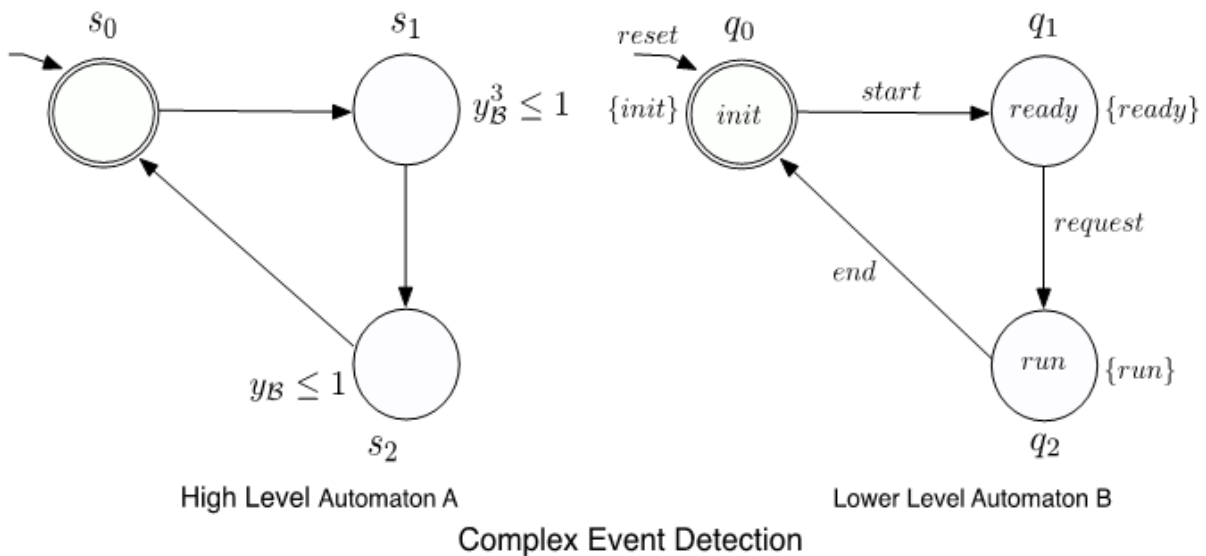 s₀
s₁
y³_ℬ ≤ 1
y_ℬ ≤ 1
s₂
High Level Automaton A
reset
q₀
q₁
{init}
init
start
ready
{ready}
request
end
run
{run}
q₂
Lower Level Automaton B
Complex Event Detection